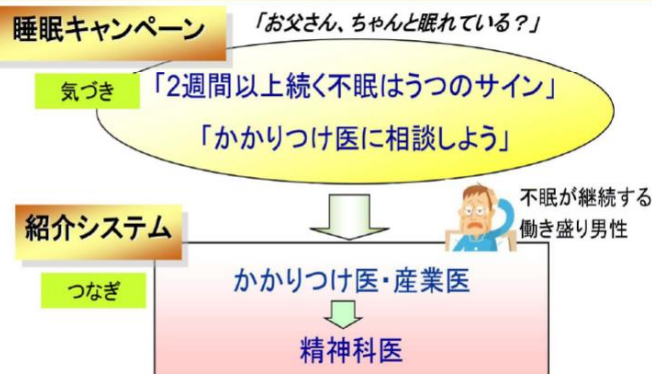 睡眠キャンペーン
「お父さん、ちゃんと眠れている？」
気づき
「2週間以上続く不眠はうつのサイン」
「かかりつけ医に相談しよう」
不眠が継続する
働き盛り男性
紹介システム
つなぎ
かかりつけ医・産業医
精神科医